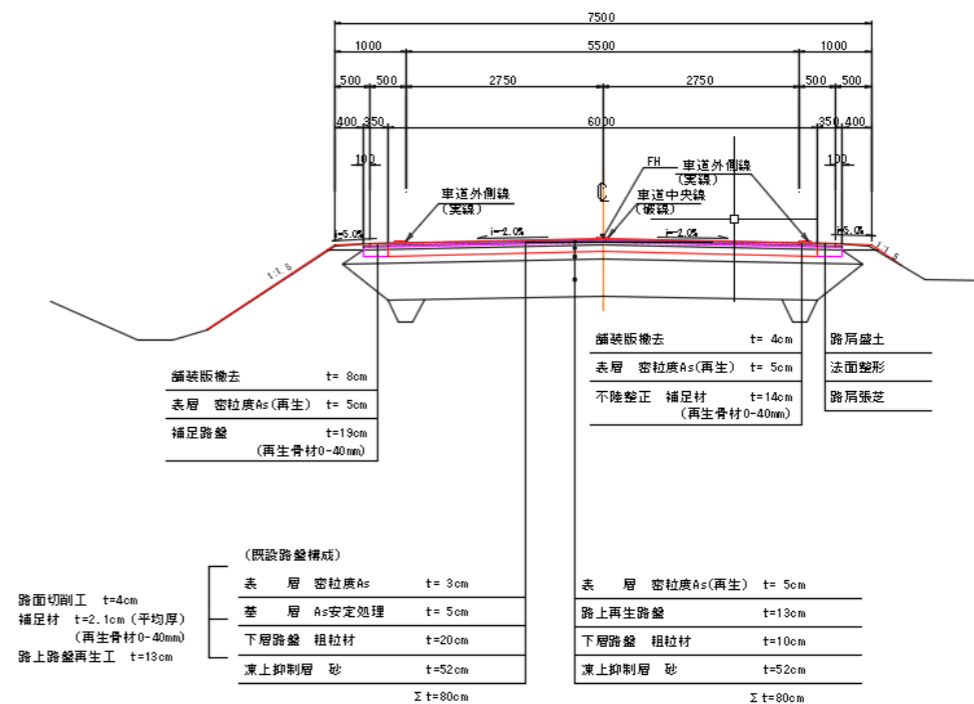 7500
1000 5500 1000
500 500 2750 2750 500 500
400 350 6000 350 400
100 100
FH 車道外側線
(実線)
車道外側線
(実線)
車道中央線
(破線)
i=5.0% i=2.0% i=2.0% i=5.0%
1:1.5 1:1.5
舗装版撤去 t= 8cm
表層 密粒度As(再生) t= 5cm
補足路盤 t=19cm
(再生骨材0-40mm)
舗装版撤去 t= 4cm
表層 密粒度As(再生) t= 5cm
不陸整正 補足材 t=14cm
(再生骨材0-40mm)
路肩盛土
法面整形
路肩張芝
路面切削工 t=4cm
補足材 t=2.1cm (平均厚)
(再生骨材0-40mm)
路上路盤再生工 t=13cm
(既設路盤構成)
表 層 密粒度As t= 3cm
基 層 As安定処理 t= 5cm
下層路盤 粗粒材 t=20cm
凍上抑制層 砂 t=52cm
Σt=80cm
表 層 密粒度As(再生) t= 5cm
路上再生路盤 t=13cm
下層路盤 粗粒材 t=10cm
凍上抑制層 砂 t=52cm
Σt=80cm